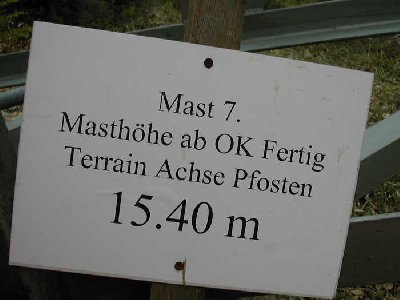 Mast 7.
Masthöhe ab OK Fertig
Terrain Achse Pfosten
15.40 m